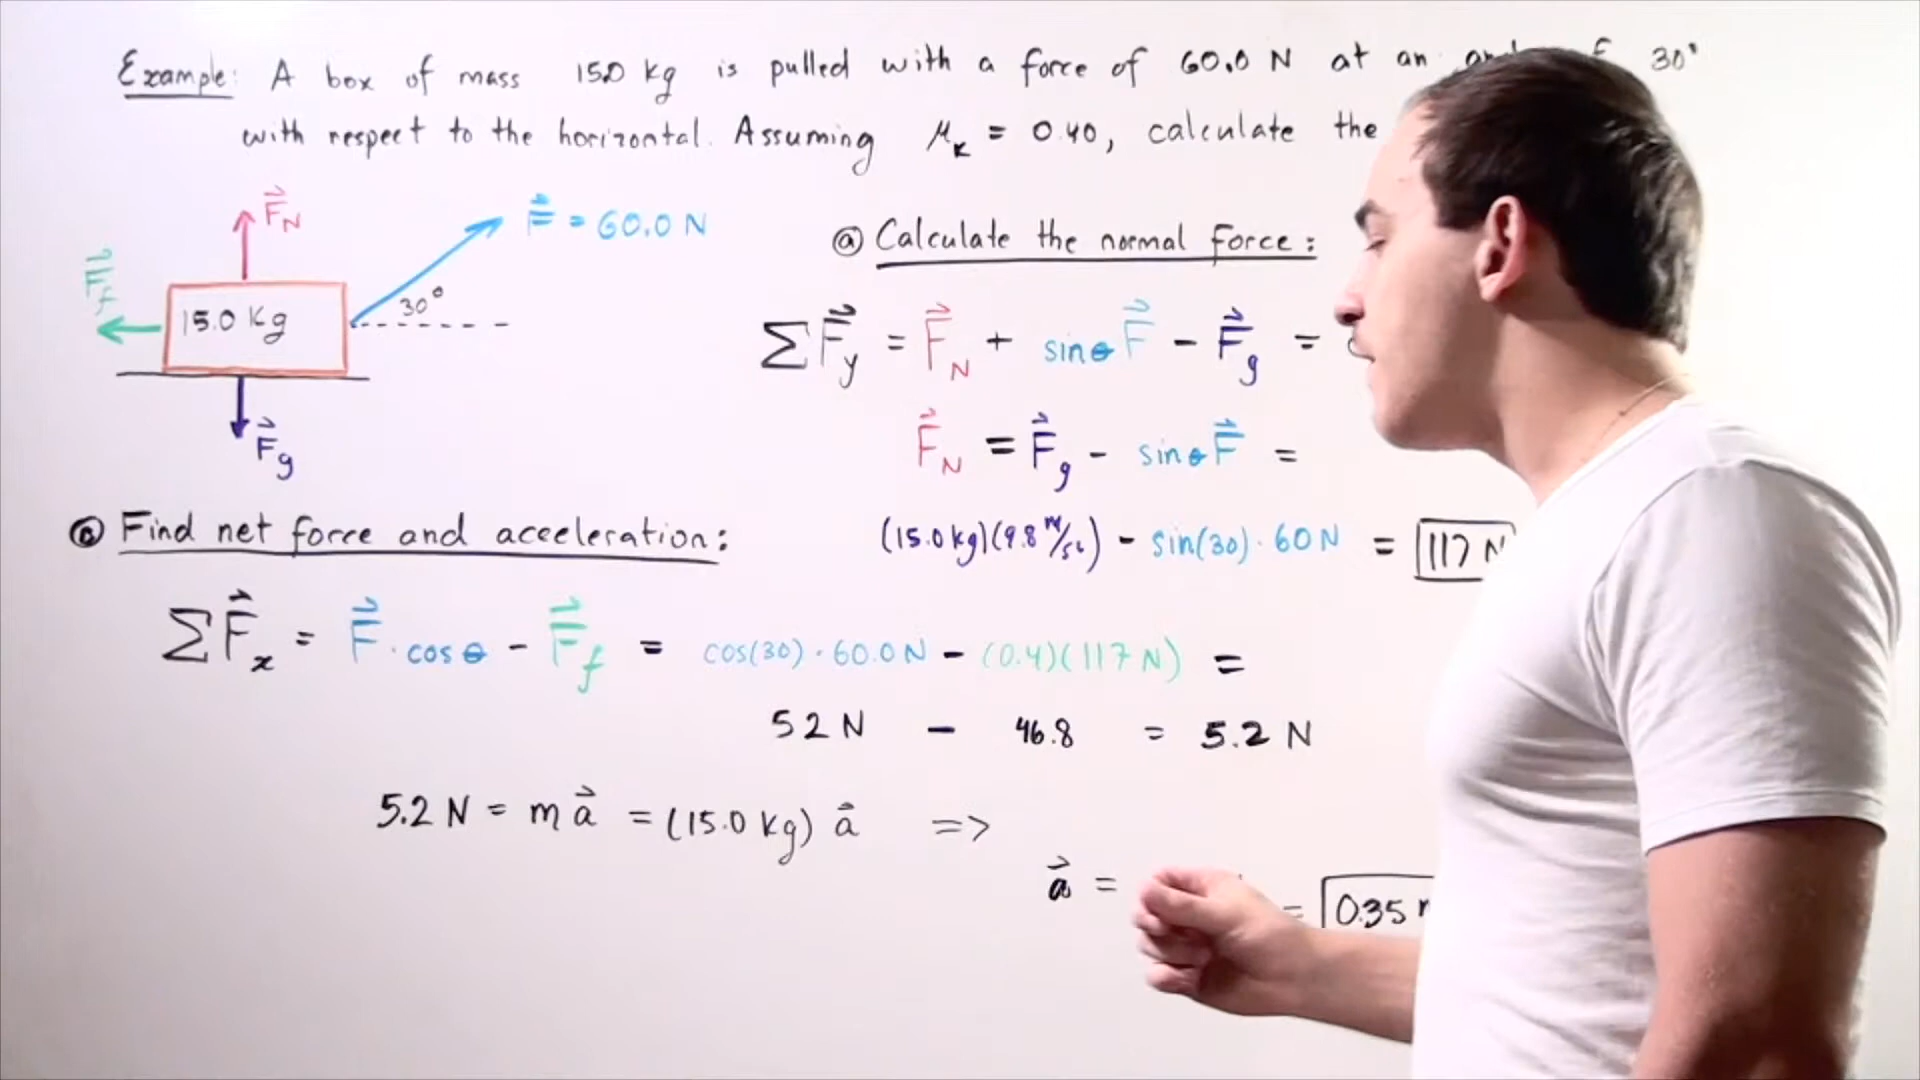 Example: A box of mass 15.0 kg is pulled with a force of 60.0 N at an 30°
with respect to the horizontal. Assuming μk = 0.40, calculate the
F⃗N
F⃗ = 60.0 N
F⃗f
15.0 kg
30°
F⃗g
ⓐ Calculate the normal force:
ΣF⃗y = F⃗N + sinθ F⃗ - F⃗g =
F⃗N = F⃗g - sinθ F⃗ =
(15.0 kg)(9.8 m/s²) - sin(30) · 60 N = 117 N
ⓐ Find net force and acceleration:
ΣF⃗x = F⃗ · cosθ - F⃗f = cos(30) · 60.0 N - (0.4)(117 N) =
52 N - 46.8 = 5.2 N
5.2 N = m a⃗ = (15.0 kg) a⃗ =>
a⃗ = = 0.35